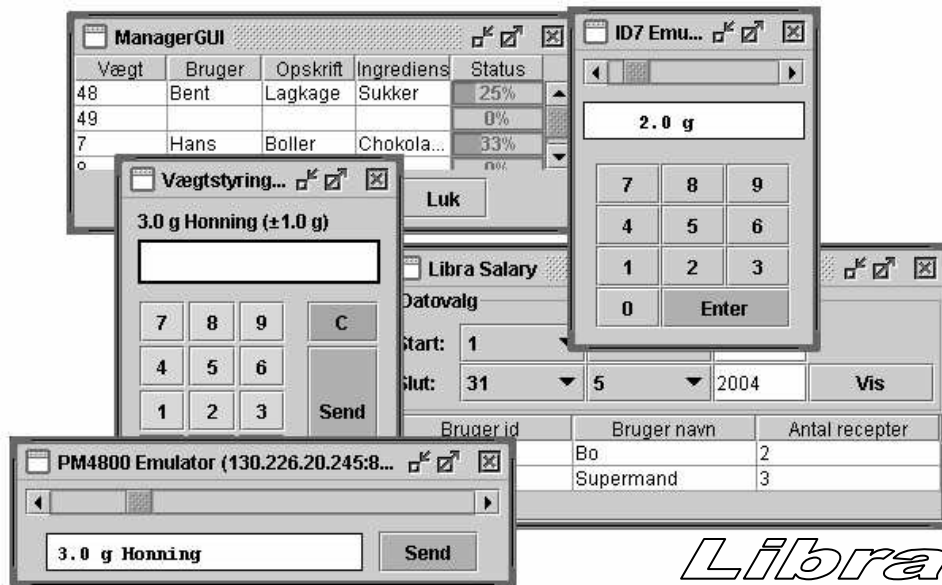 ManagerGUI
Vægt Bruger Opskrift Ingrediens Status
48 Bent Lagkage Sukker 25%
49 0%
7 Hans Boller Chokola... 33%
0%
Luk
ID7 Emu...
2.0 g
7 8 9
4 5 6
1 2 3
0 Enter
Vægtstyring...
3.0 g Honning (±1.0 g)
7 8 9 C
4 5 6
1 2 3 Send
Libra Salary
Datovalg
Start: 1
Slut: 31 5 2004 Vis
Bruger id Bruger navn Antal recepter
Bo 2
Supermand 3
PM4800 Emulator (130.226.20.245:8...
3.0 g Honning Send
Libra